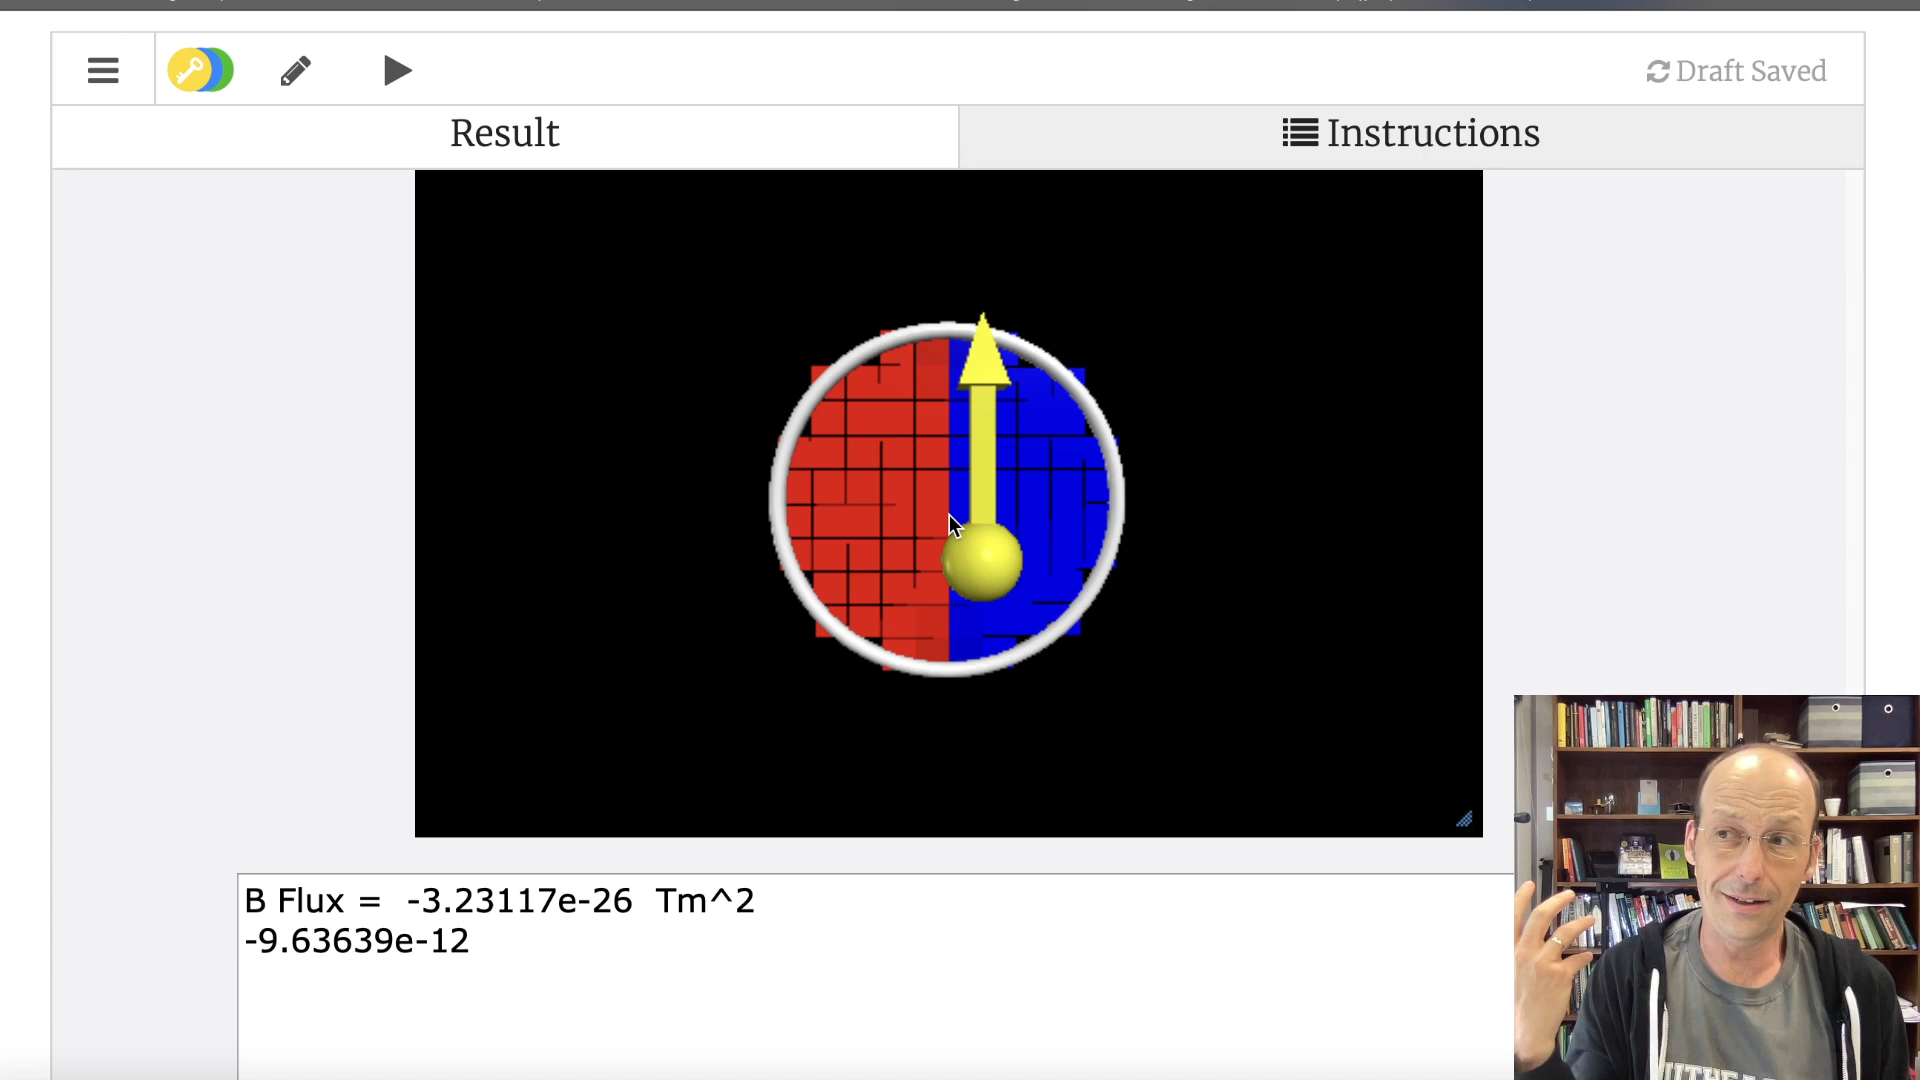 Draft Saved
Result
Instructions
B Flux = -3.23117e-26 Tm^2
-9.63639e-12